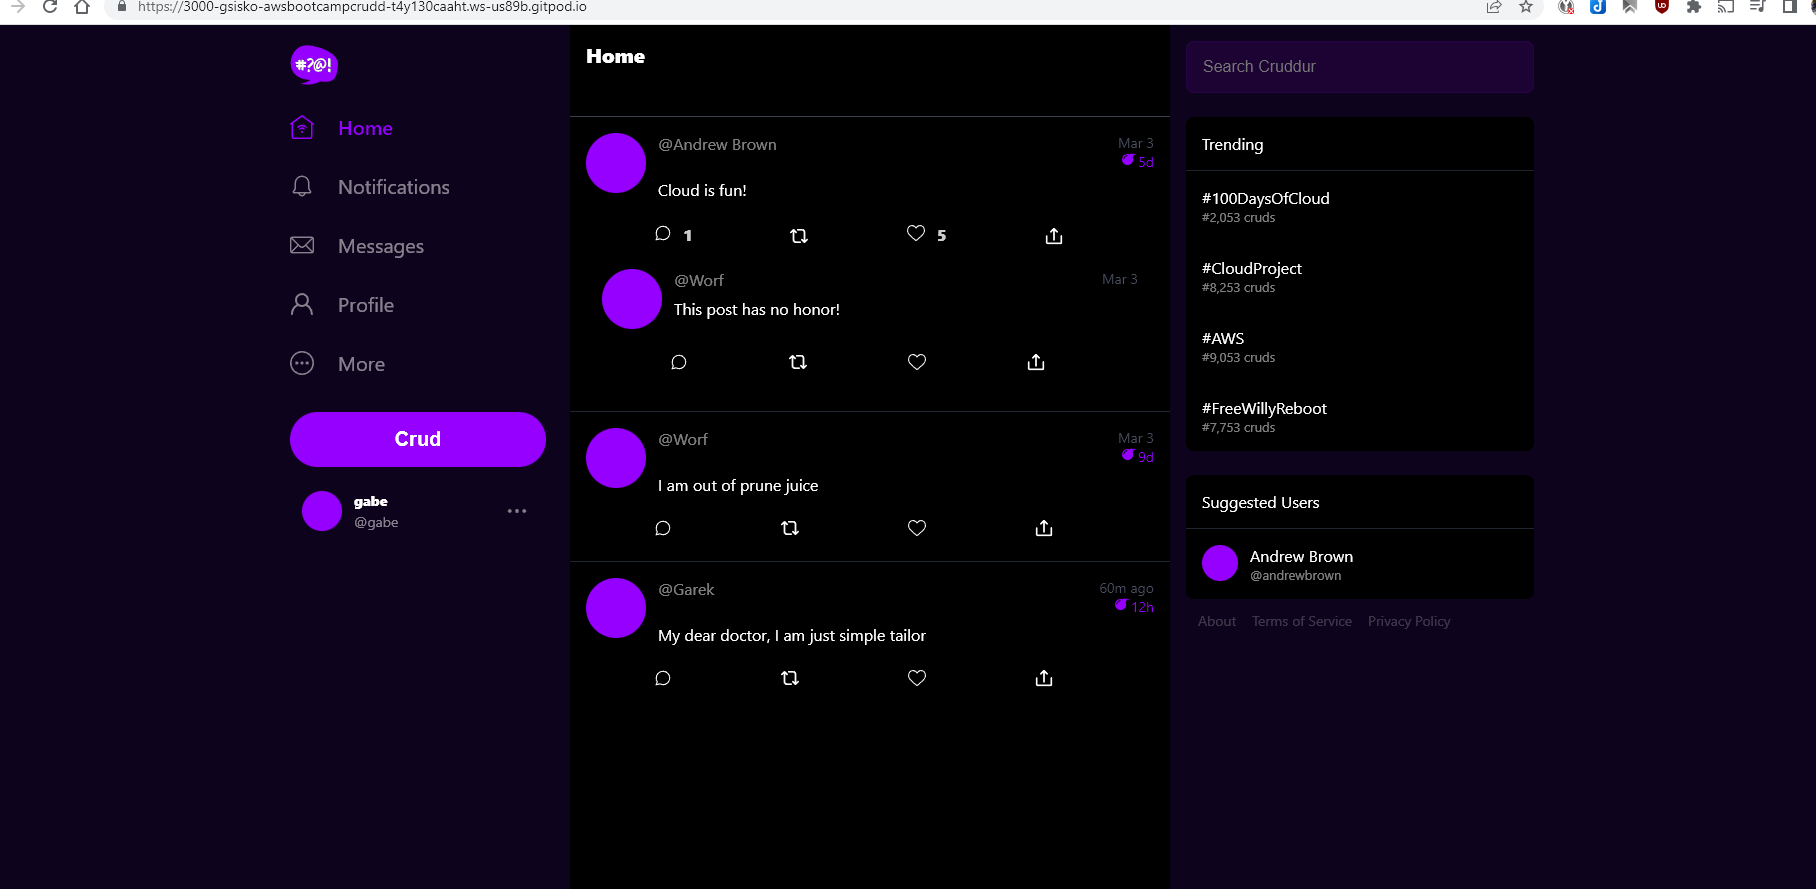 https://3000-gsisko-awsbootcampcrudd-t4y130caaht.ws-us89b.gitpod.io
#?@!
Home
Notifications
Messages
Profile
More
Crud
gabe
@gabe
Home
@Andrew Brown
Mar 3
5d
Cloud is fun!
1
5
@Worf
Mar 3
This post has no honor!
@Worf
Mar 3
9d
I am out of prune juice
@Garek
60m ago
12h
My dear doctor, I am just simple tailor
Search Cruddur
Trending
#100DaysOfCloud
#2,053 cruds
#CloudProject
#8,253 cruds
#AWS
#9,053 cruds
#FreeWillyReboot
#7,753 cruds
Suggested Users
Andrew Brown
@andrewbrown
About Terms of Service Privacy Policy